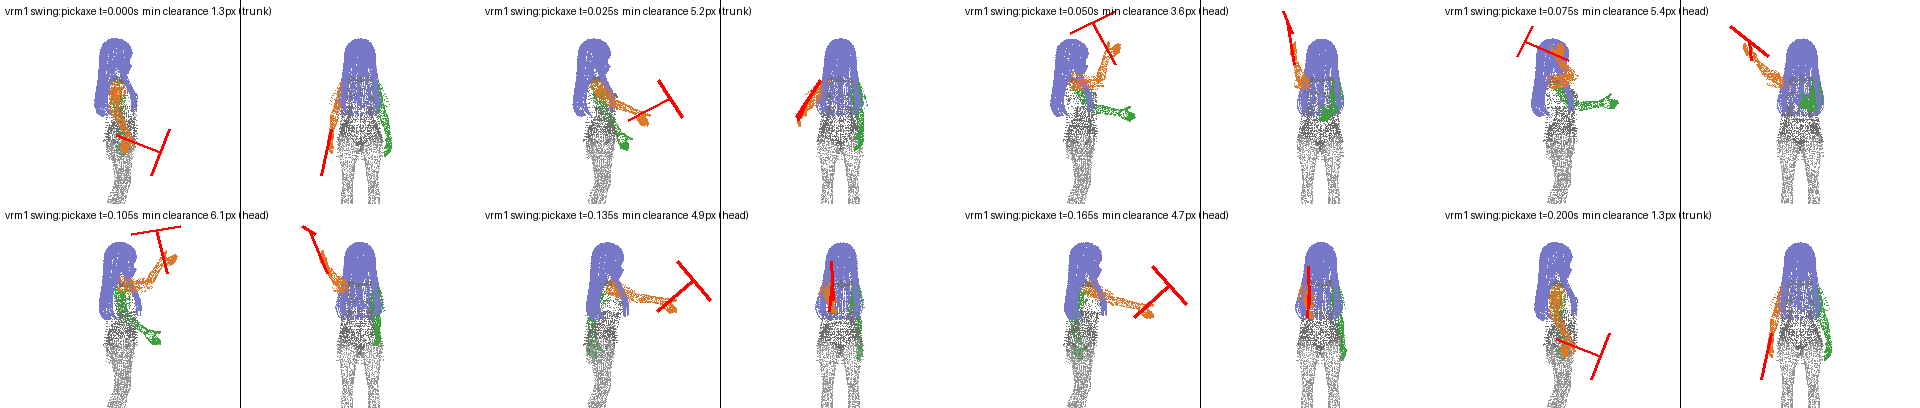 vrm1 swing:pickaxe t=0.000s min clearance 1.3px (trunk)
vrm1 swing:pickaxe t=0.025s min clearance 5.2px (trunk)
vrm1 swing:pickaxe t=0.050s min clearance 3.6px (head)
vrm1 swing:pickaxe t=0.075s min clearance 5.4px (head)
vrm1 swing:pickaxe t=0.105s min clearance 6.1px (head)
vrm1 swing:pickaxe t=0.135s min clearance 4.9px (head)
vrm1 swing:pickaxe t=0.165s min clearance 4.7px (head)
vrm1 swing:pickaxe t=0.200s min clearance 1.3px (trunk)